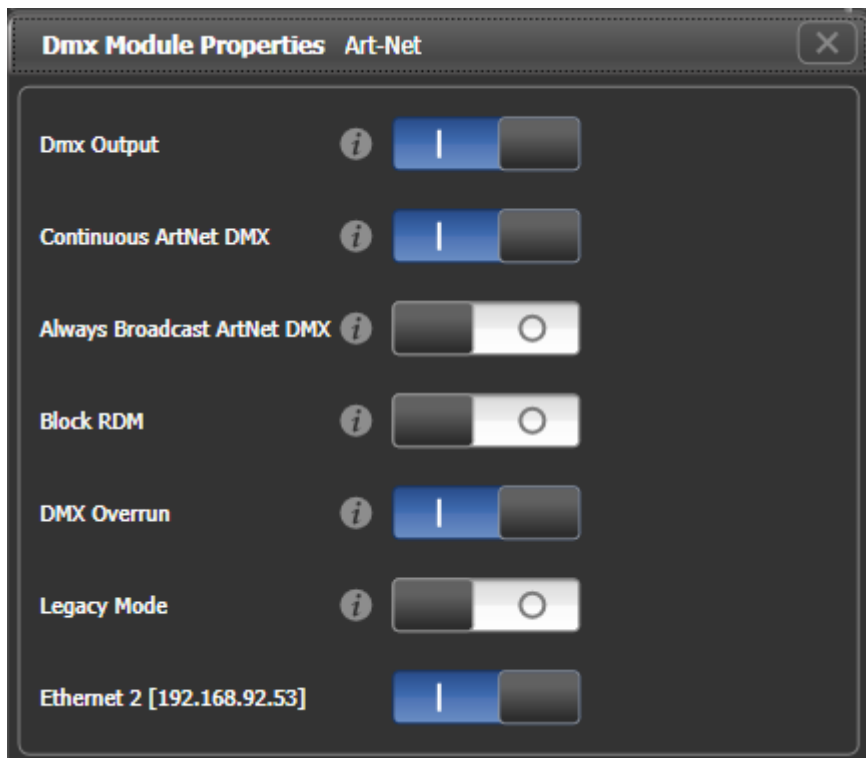 Dmx Module Properties Art-Net
Dmx Output
Continuous ArtNet DMX
Always Broadcast ArtNet DMX
Block RDM
DMX Overrun
Legacy Mode
Ethernet 2 [192.168.92.53]